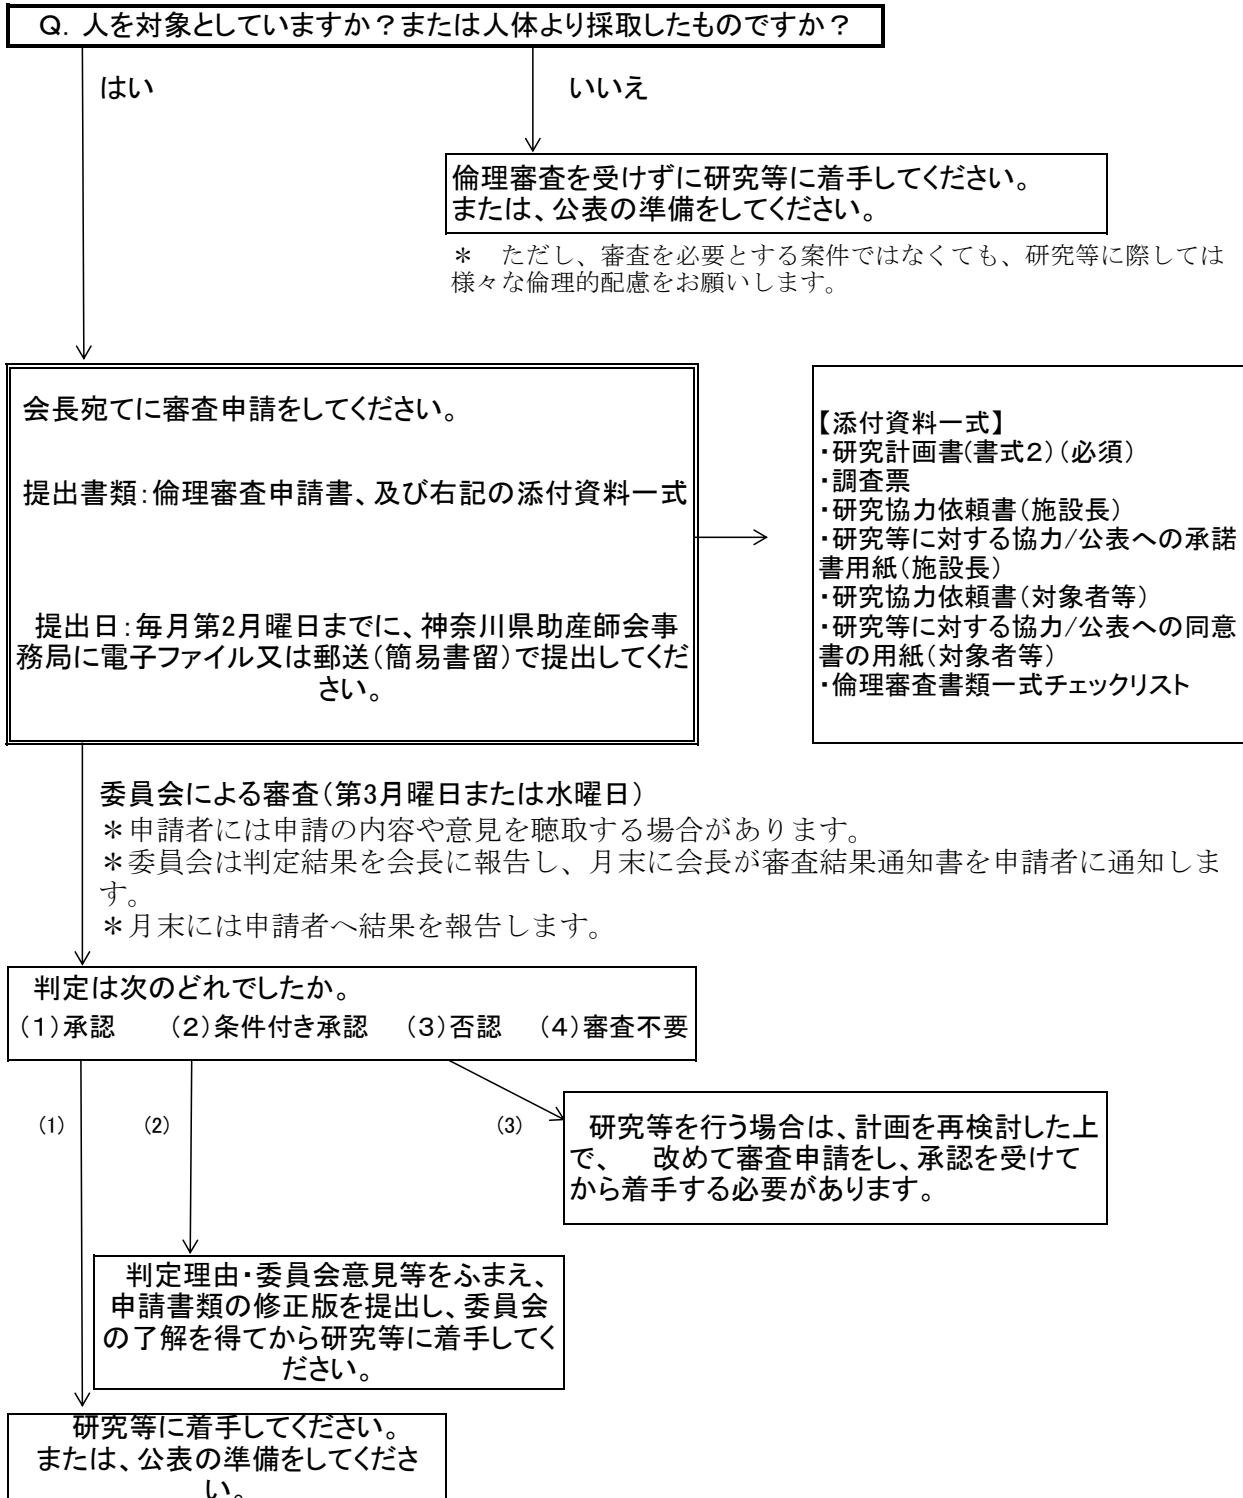 Q．人を対象としていますか？または人体より採取したものですか？
はい
いいえ
倫理審査を受けずに研究等に着手してください。
または、公表の準備をしてください。
＊　ただし、審査を必要とする案件ではなくても、研究等に際しては
様々な倫理的配慮をお願いします。
会長宛てに審査申請をしてください。
提出書類：倫理審査申請書、及び右記の添付資料一式
提出日：毎月第2月曜日までに、神奈川県助産師会事
務局に電子ファイル又は郵送（簡易書留）で提出してくだ
さい。
【添付資料一式】
・研究計画書(書式２)（必須）
・調査票
・研究協力依頼書（施設長）
・研究等に対する協力/公表への承諾
書用紙（施設長）
・研究協力依頼書（対象者等）
・研究等に対する協力/公表への同意
書の用紙（対象者等）
・倫理審査書類一式チェックリスト
委員会による審査（第3月曜日または水曜日）
＊申請者には申請の内容や意見を聴取する場合があります。
＊委員会は判定結果を会長に報告し、月末に会長が審査結果通知書を申請者に通知しま
す。
＊月末には申請者へ結果を報告します。
判定は次のどれでしたか。
（１）承認　　（２）条件付き承認　（３）否認　（４）審査不要
(1)
(2)
(3)
研究等を行う場合は、計画を再検討した上
で、　改めて審査申請をし、承認を受けて
から着手する必要があります。
判定理由・委員会意見等をふまえ、
申請書類の修正版を提出し、委員会
の了解を得てから研究等に着手してく
ださい。
研究等に着手してください。
または、公表の準備をしてくださ
い。